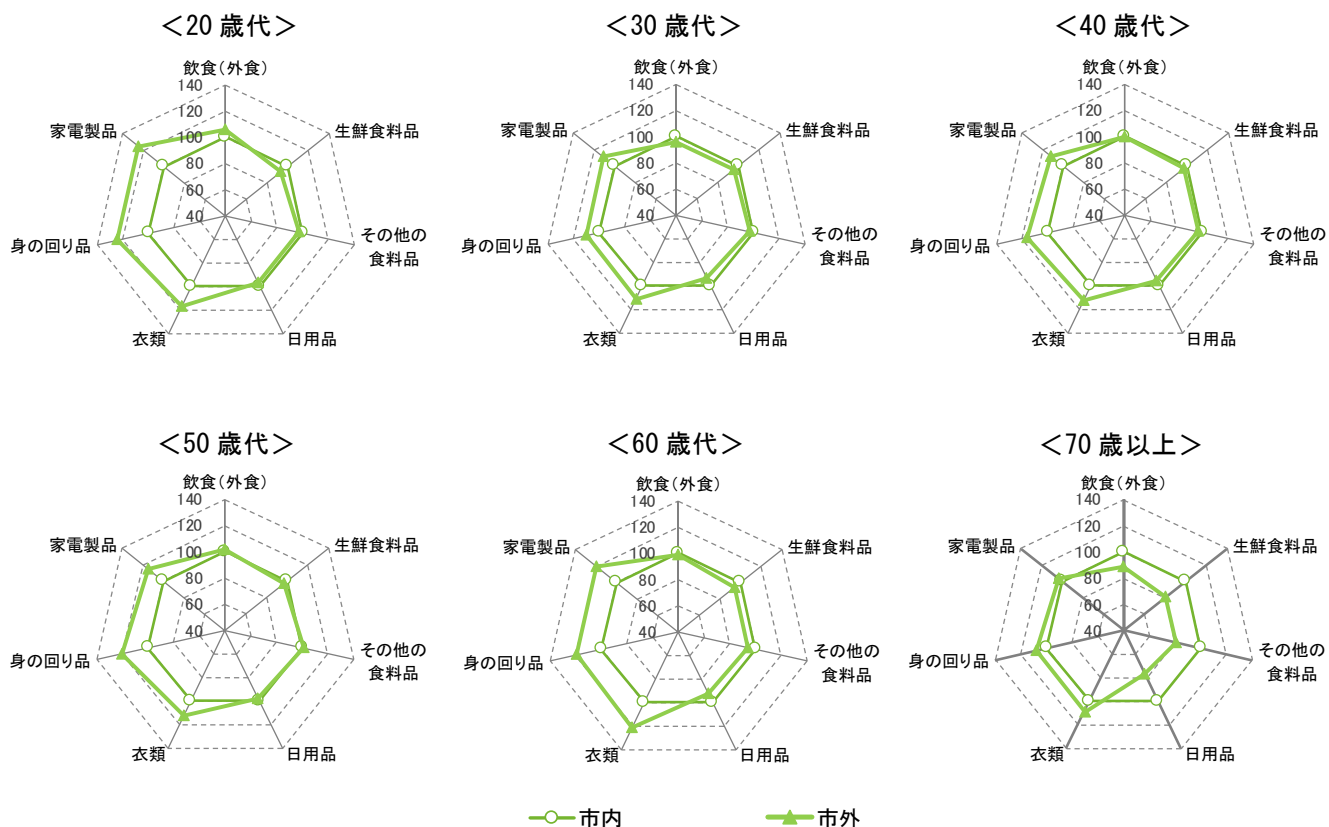 ＜20 歳代＞
飲食(外食)
140
120
100
80
60
40
生鮮食料品
その他の
食料品
日用品
衣類
身の回り品
家電製品
＜30 歳代＞
飲食(外食)
140
120
100
80
60
40
生鮮食料品
その他の
食料品
日用品
衣類
身の回り品
家電製品
＜40 歳代＞
飲食(外食)
140
120
100
80
60
40
生鮮食料品
その他の
食料品
日用品
衣類
身の回り品
家電製品
＜50 歳代＞
飲食(外食)
140
120
100
80
60
40
生鮮食料品
その他の
食料品
日用品
衣類
身の回り品
家電製品
＜60 歳代＞
飲食(外食)
140
120
100
80
60
40
生鮮食料品
その他の
食料品
日用品
衣類
身の回り品
家電製品
＜70 歳以上＞
飲食(外食)
140
120
100
80
60
40
生鮮食料品
その他の
食料品
日用品
衣類
身の回り品
家電製品
市内
市外